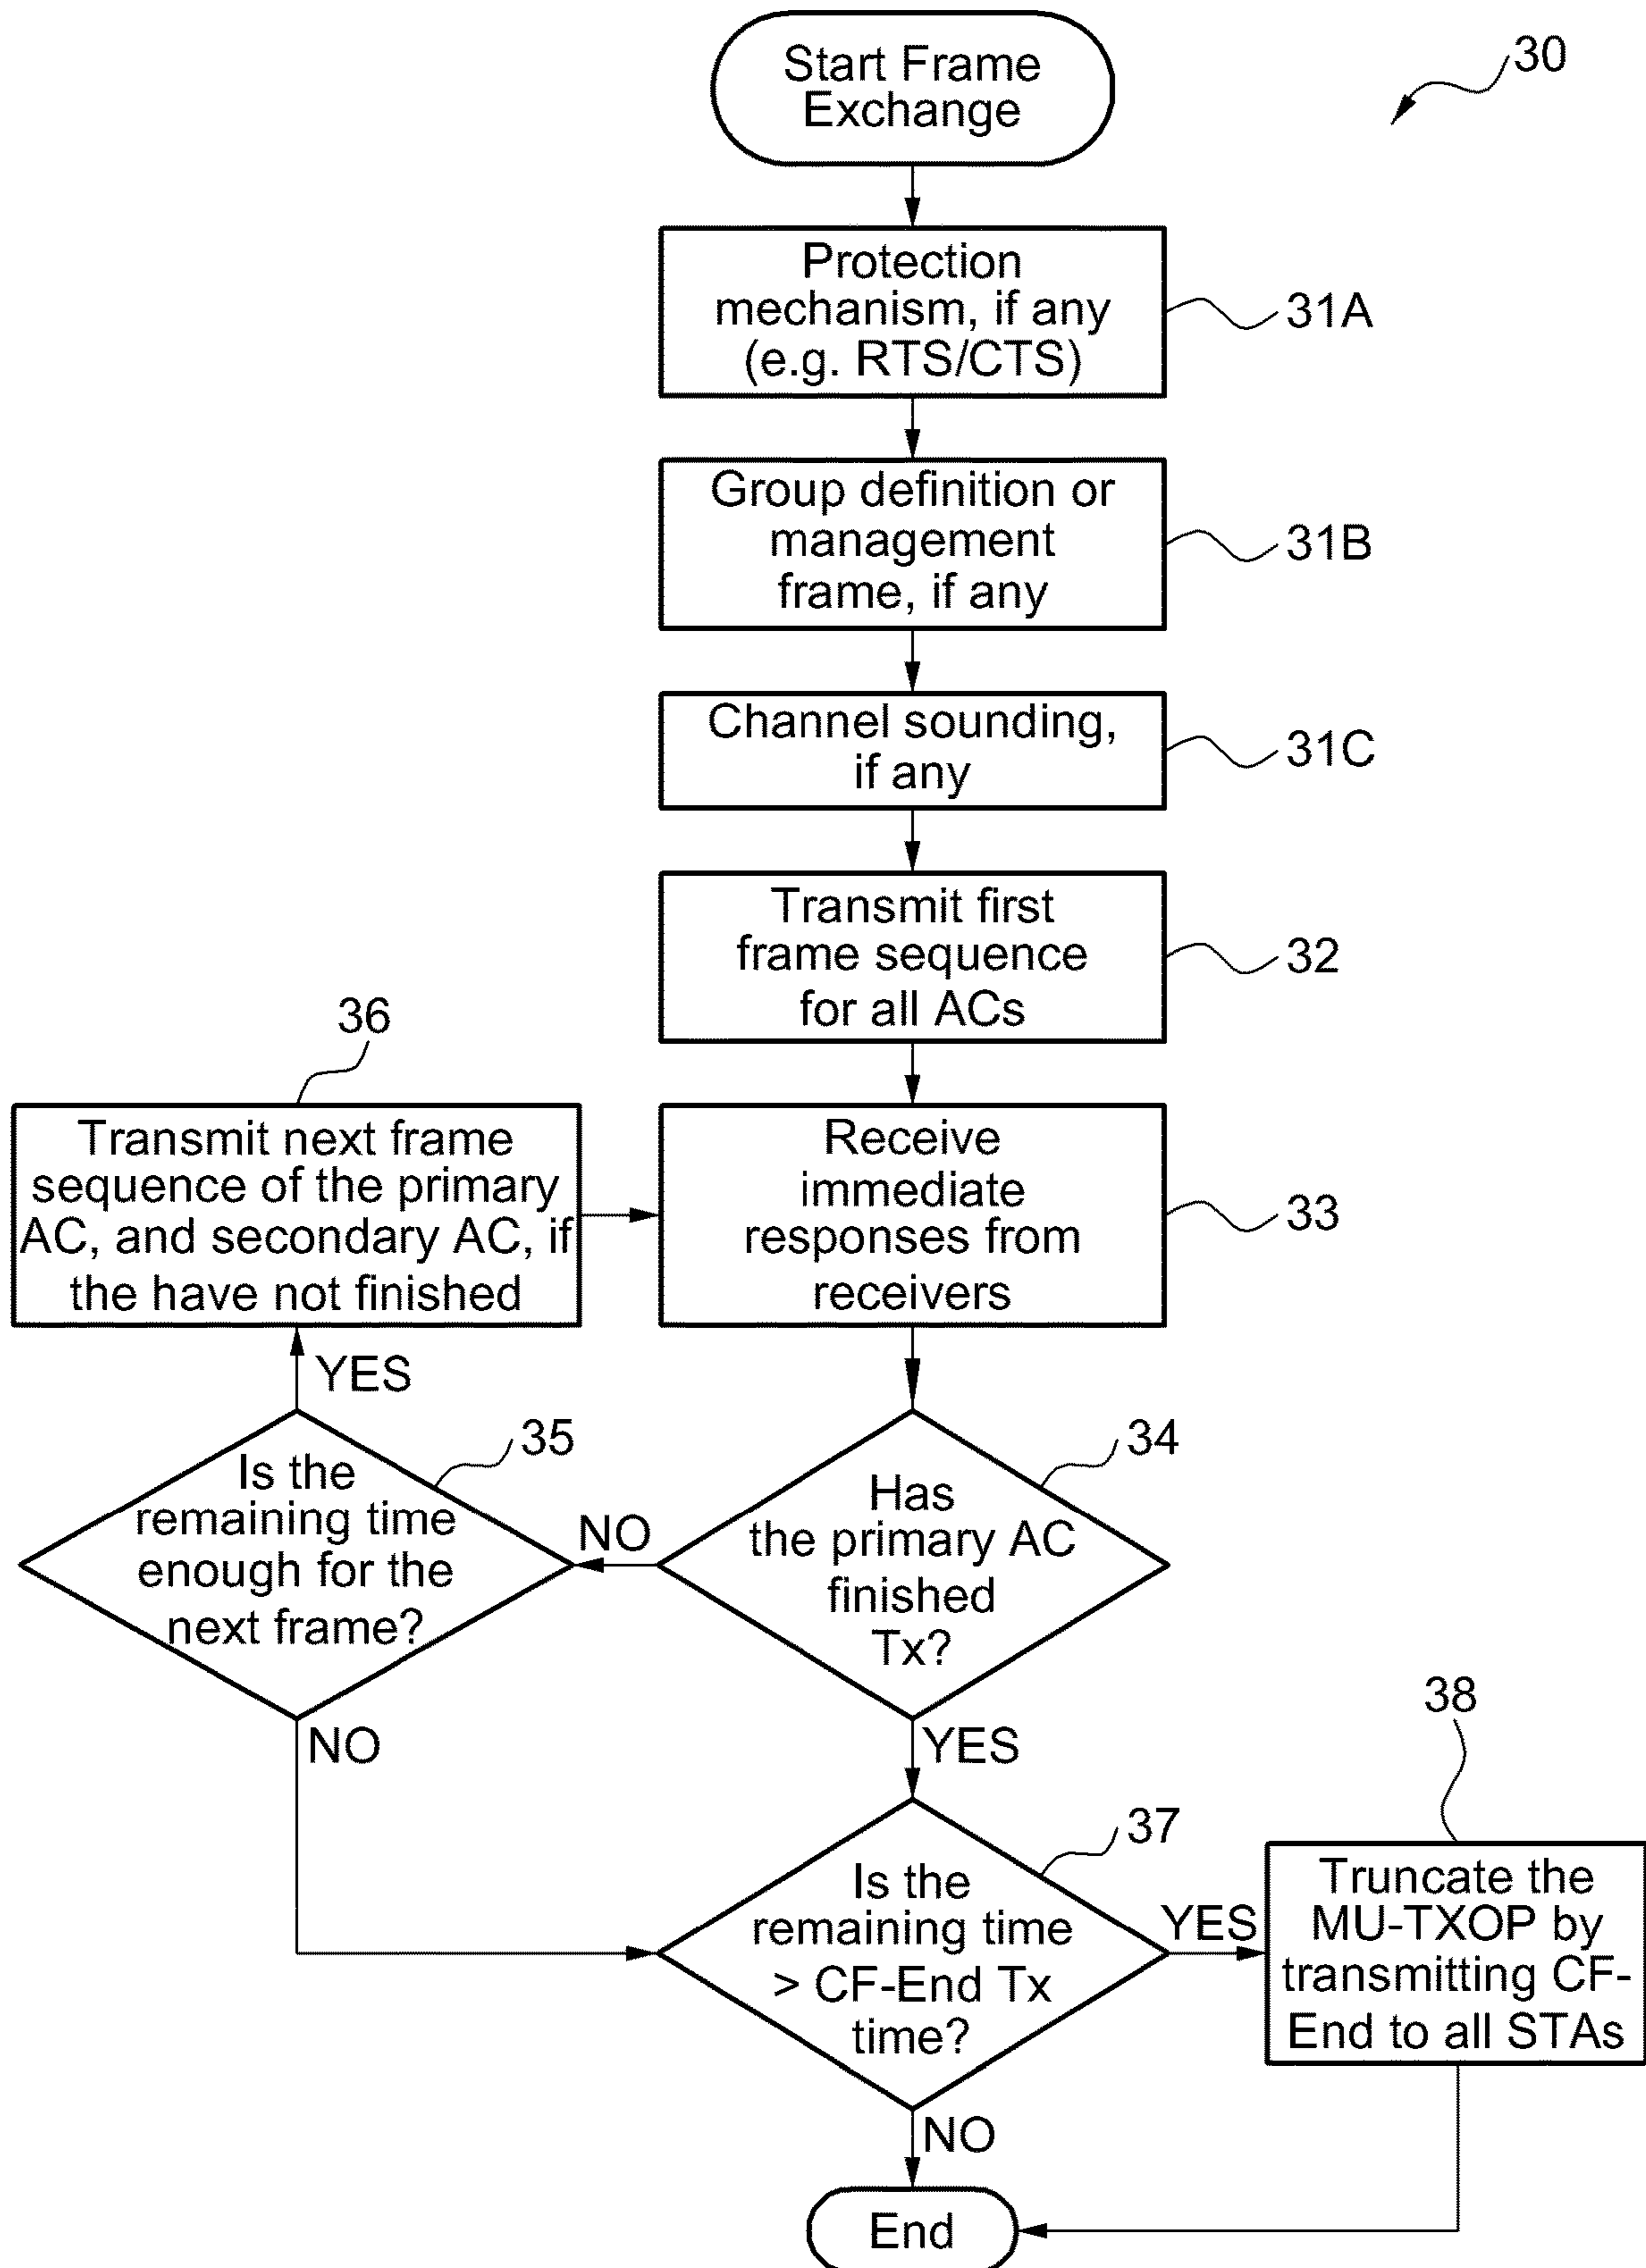 Start Frame
Exchange
30
Protection
mechanism, if any
(e.g. RTS/CTS)
31A
Group definition or
management
frame, if any
31B
Channel sounding,
if any
31C
Transmit first
frame sequence
for all ACs
32
36
Transmit next frame
sequence of the primary
AC, and secondary AC, if
the have not finished
Receive
immediate
responses from
receivers
33
YES
35
Is the
remaining time
enough for the
next frame?
NO
34
Has
the primary AC
finished
Tx?
NO
YES
37
Is the
remaining time
> CF-End Tx
time?
YES
38
Truncate the
MU-TXOP by
transmitting CF-
End to all STAs
NO
End